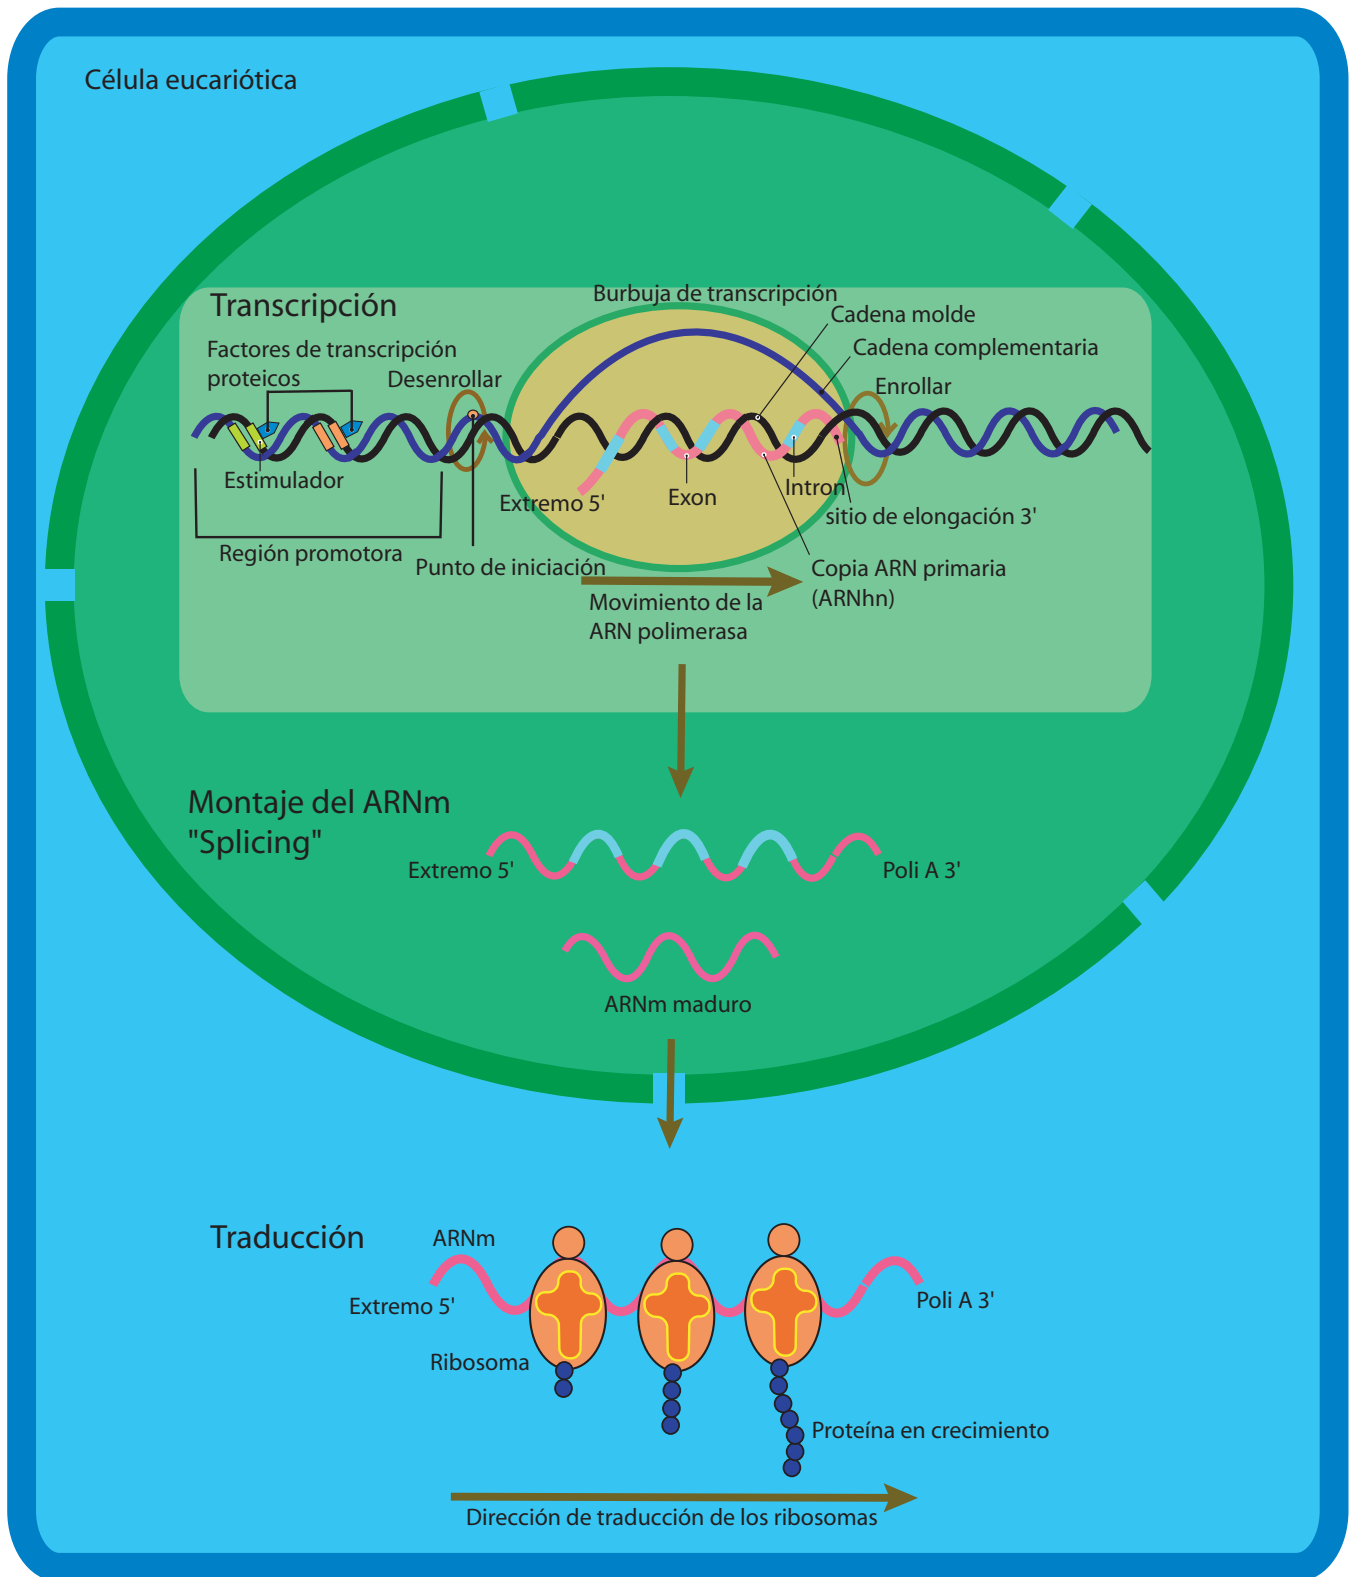 Célula eucariótica
Transcripción
Burbuja de transcripción
Cadena molde
Factores de transcripción
proteicos
Desenrollar
Cadena complementaria
Enrollar
Estimulador
Extremo 5'
Exon
Intron
sitio de elongación 3'
Región promotora
Punto de iniciación
Copia ARN primaria
(ARNhn)
Movimiento de la
ARN polimerasa
Montaje del ARNm
"Splicing"
Extremo 5'
Poli A 3'
ARNm maduro
Traducción
ARNm
Extremo 5'
Poli A 3'
Ribosoma
Proteína en crecimiento
Dirección de traducción de los ribosomas